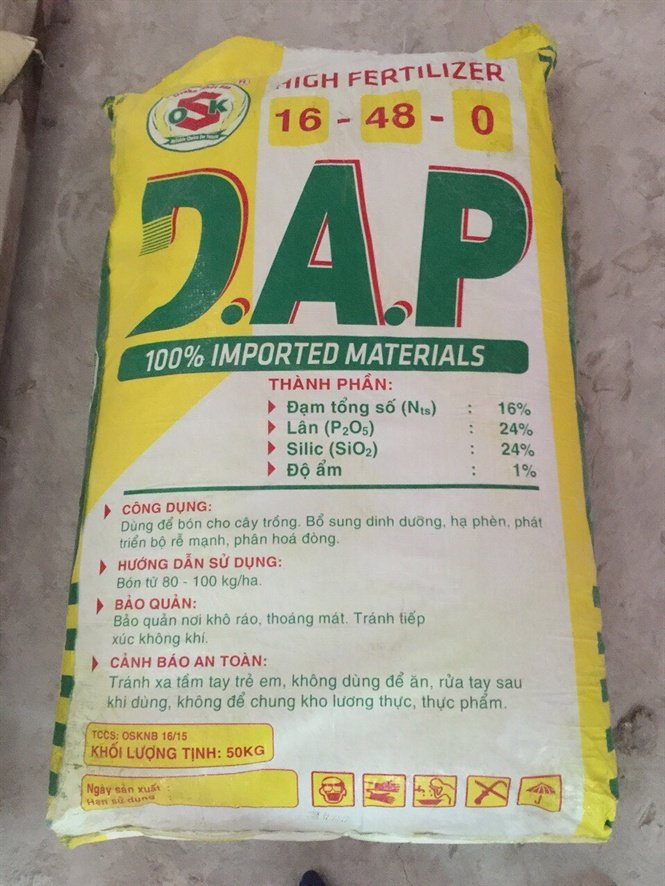 OSK
®
HIGH FERTILIZER
16 - 48 - 0
D.A.P
100% IMPORTED MATERIALS
THÀNH PHẦN:
Đạm tổng số (Nts) : 16%
Lân (P2O5) : 24%
Silic (SiO2) : 24%
Độ ẩm : 1%
CÔNG DỤNG:
Dùng để bón cho cây trồng. Bổ sung dinh dưỡng, hạ phèn, phát
triển bộ rễ mạnh, phân hoá đòng.
HƯỚNG DẪN SỬ DỤNG:
Bón từ 80 - 100 kg/ha.
BẢO QUẢN:
Bảo quản nơi khô ráo, thoáng mát. Tránh tiếp
xúc không khí.
CẢNH BÁO AN TOÀN:
Tránh xa tầm tay trẻ em, không dùng để ăn, rửa tay sau
khi dùng, không để chung kho lương thực, thực phẩm.
TCCS: OSKNB 16/15
KHỐI LƯỢNG TỊNH: 50KG
Ngày sản xuất :
Hạn sử dụng :